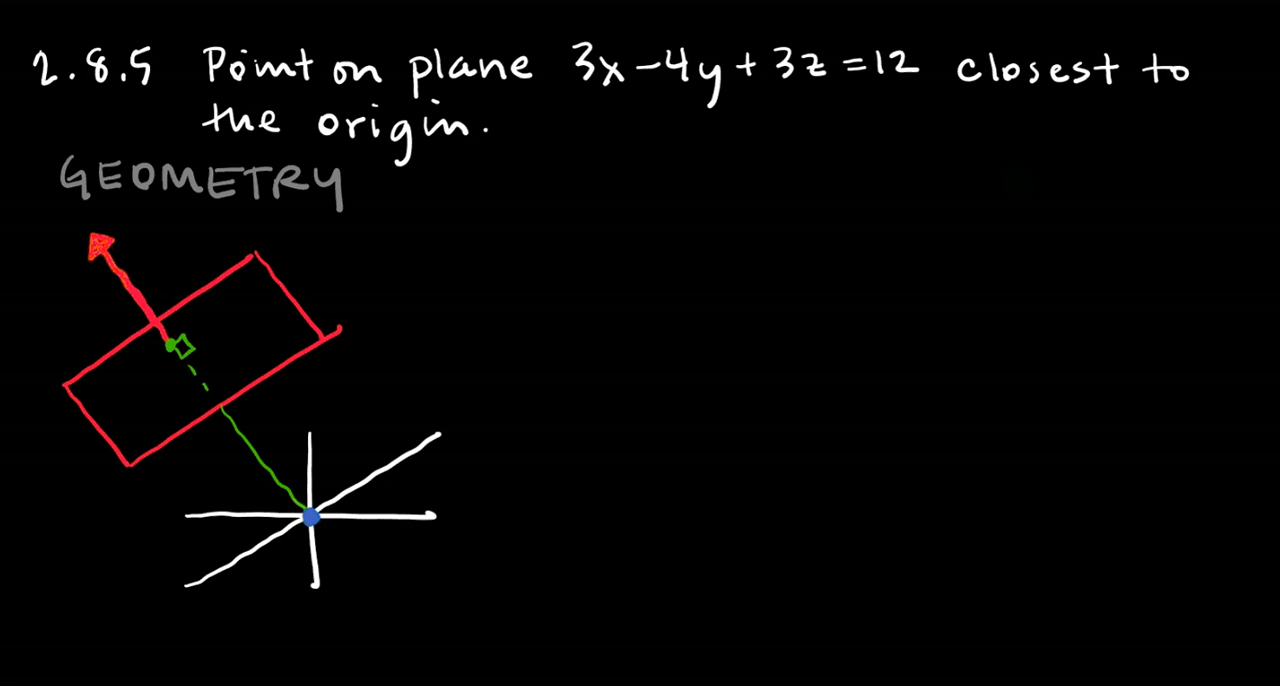 2.8.5 Point on plane 3x-4y+3z=12 closest to
the origin.
GEOMETRY